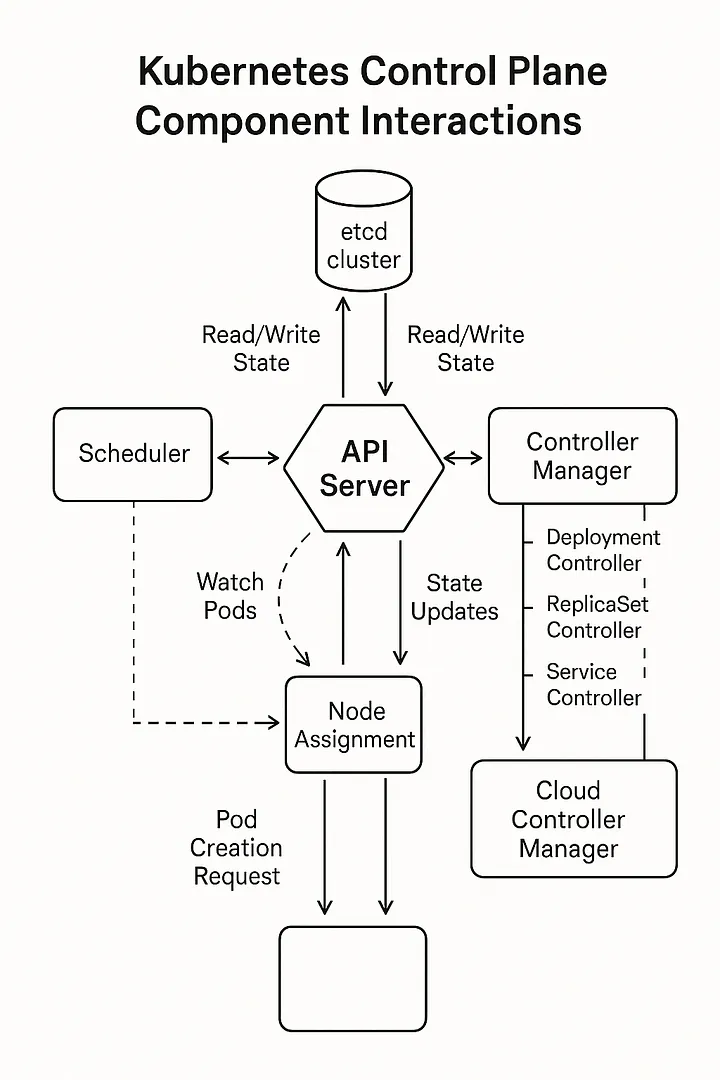 Kubernetes Control Plane
Component Interactions
etcd
cluster
Read/Write
State
Read/Write
State
Scheduler
API
Server
Controller
Manager
Watch
Pods
State
Updates
Deployment
Controller
ReplicaSet
Controller
Service
Controller
Node
Assignment
Cloud
Controller
Manager
Pod
Creation
Request